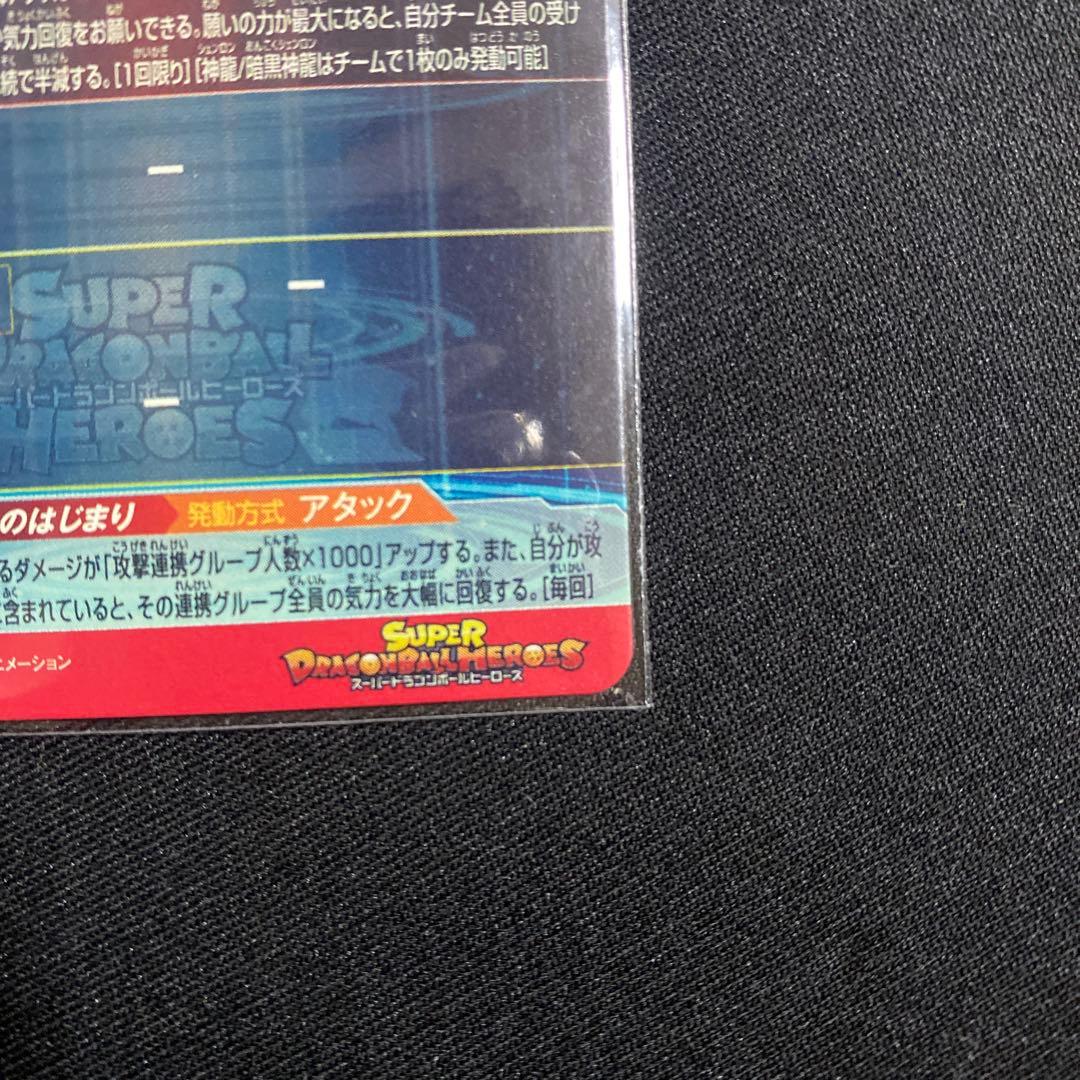 気力回復をお願いできる。願いの力が最大になると、自分チーム全員の受け
続で半減する。[1回限り][神龍/暗黒神龍はチームで1枚のみ発動可能]
SUPER
DRAGONBALL
スーパードラゴンボールヒーローズ
HEROES
のはじまり 発動方式 アタック
るダメージが「攻撃連携グループ人数×1000」アップする。また、自分が攻
含まれていると、その連携グループ全員の気力を大幅に回復する。[毎回]
ニメーション
SUPER
DRAGONBALL HEROES
スーパードラゴンボールヒーローズ